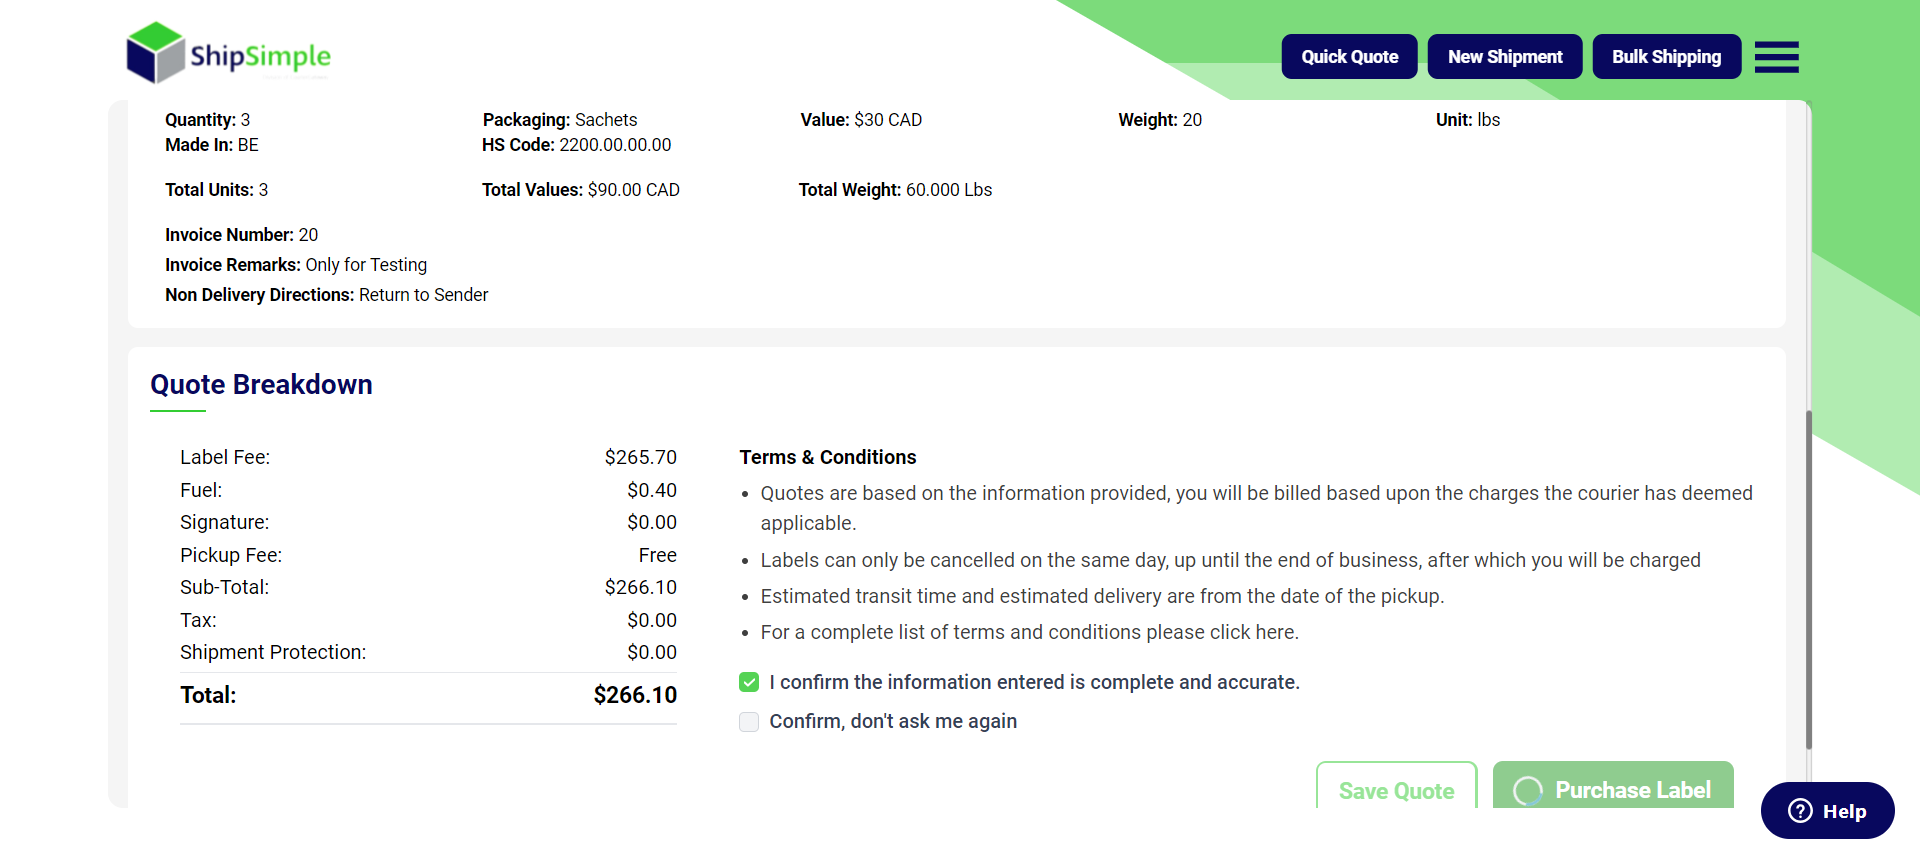 ShipSimple
Quick Quote
New Shipment
Bulk Shipping
Quantity: 3
Packaging: Sachets
Value: $30 CAD
Weight: 20
Unit: lbs
Made In: BE
HS Code: 2200.00.00.00
Total Units: 3
Total Values: $90.00 CAD
Total Weight: 60.000 Lbs
Invoice Number: 20
Invoice Remarks: Only for Testing
Non Delivery Directions: Return to Sender
Quote Breakdown
Label Fee: $265.70
Fuel: $0.40
Signature: $0.00
Pickup Fee: Free
Sub-Total: $266.10
Tax: $0.00
Shipment Protection: $0.00
Total: $266.10
Terms & Conditions
• Quotes are based on the information provided, you will be billed based upon the charges the courier has deemed
applicable.
• Labels can only be cancelled on the same day, up until the end of business, after which you will be charged
• Estimated transit time and estimated delivery are from the date of the pickup.
• For a complete list of terms and conditions please click here.
I confirm the information entered is complete and accurate.
Confirm, don't ask me again
Save Quote
Purchase Label
Help